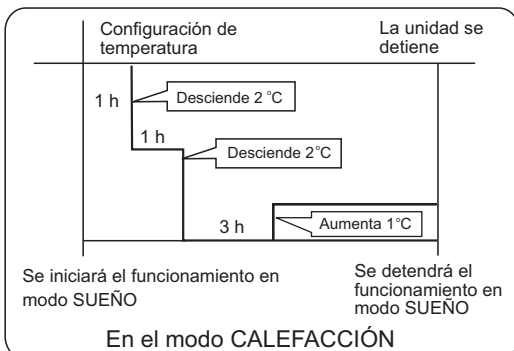 Configuración de
temperatura
La unidad se
detiene
1 h
Desciende 2 °C
1 h
Desciende 2°C
3 h
Aumenta 1°C
Se iniciará el funcionamiento en
modo SUEÑO
Se detendrá el
funcionamiento en
modo SUEÑO
En el modo CALEFACCIÓN